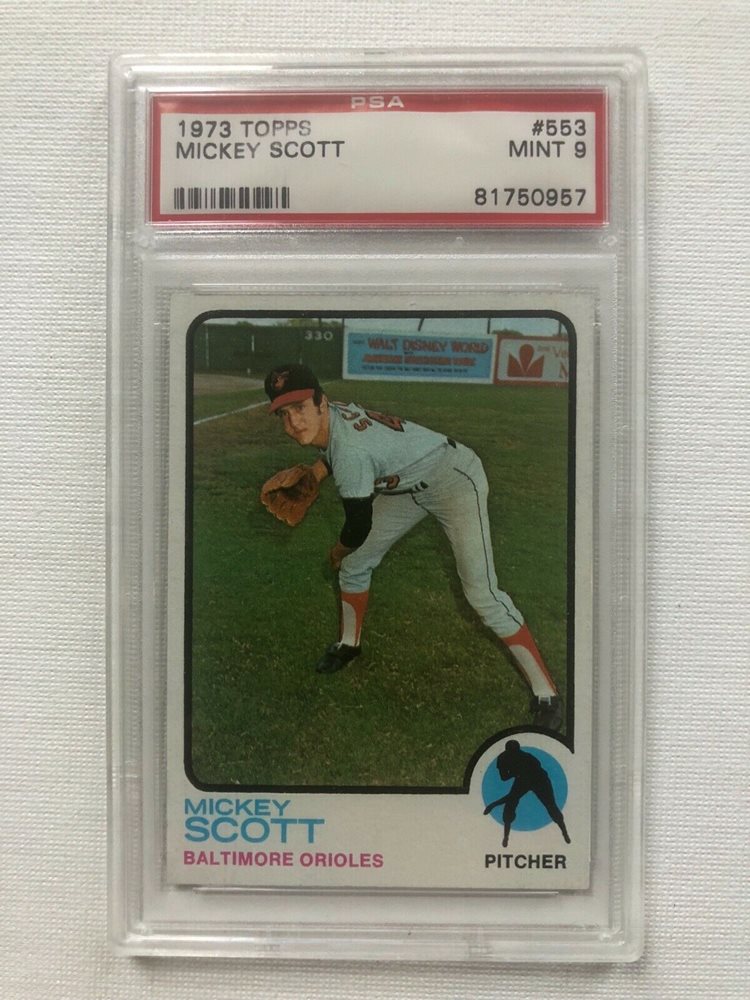 PSA
1973 TOPPS #553
MICKEY SCOTT MINT 9
81750957
330
WALT DISNEY WORLD
MICKEY
SCOTT
BALTIMORE ORIOLES
PITCHER